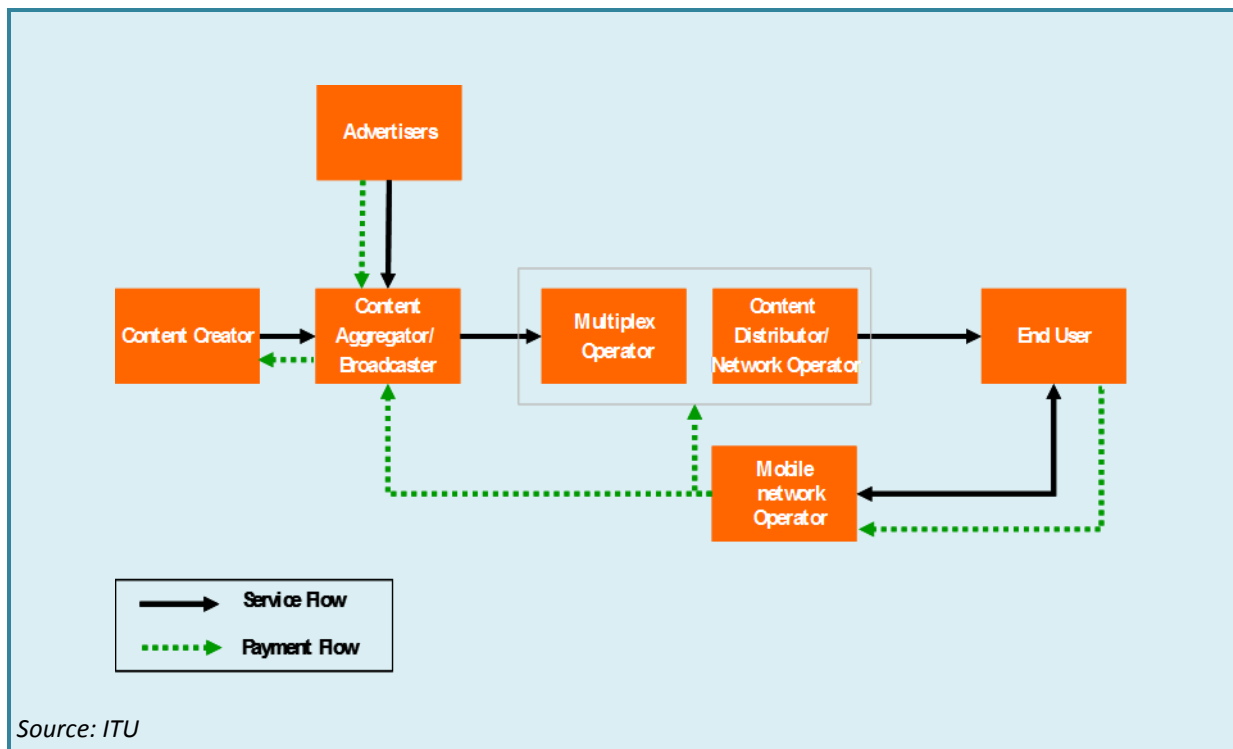 Advertisers
Content Creator
Content
Aggregator/
Broadcaster
Multiplex
Operator
Content
Distributor/
Network Operator
End User
Mobile
network
Operator
Service Flow
Payment Flow
Source: ITU